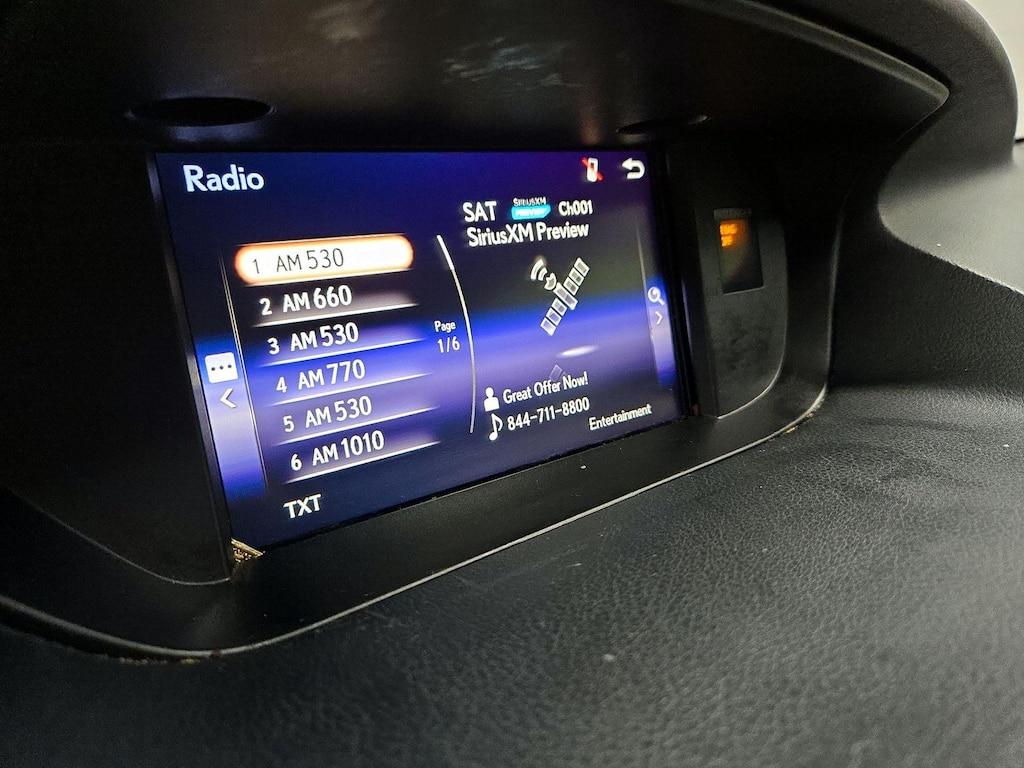 Radio
SAT SIRIUSXM PREVIEW Ch001
SiriusXM Preview
1 AM 530
2 AM 660
3 AM 530
4 AM 770
5 AM 530
6 AM 1010
Page
1/6
Great Offer Now!
844-711-8800
Entertainment
TXT